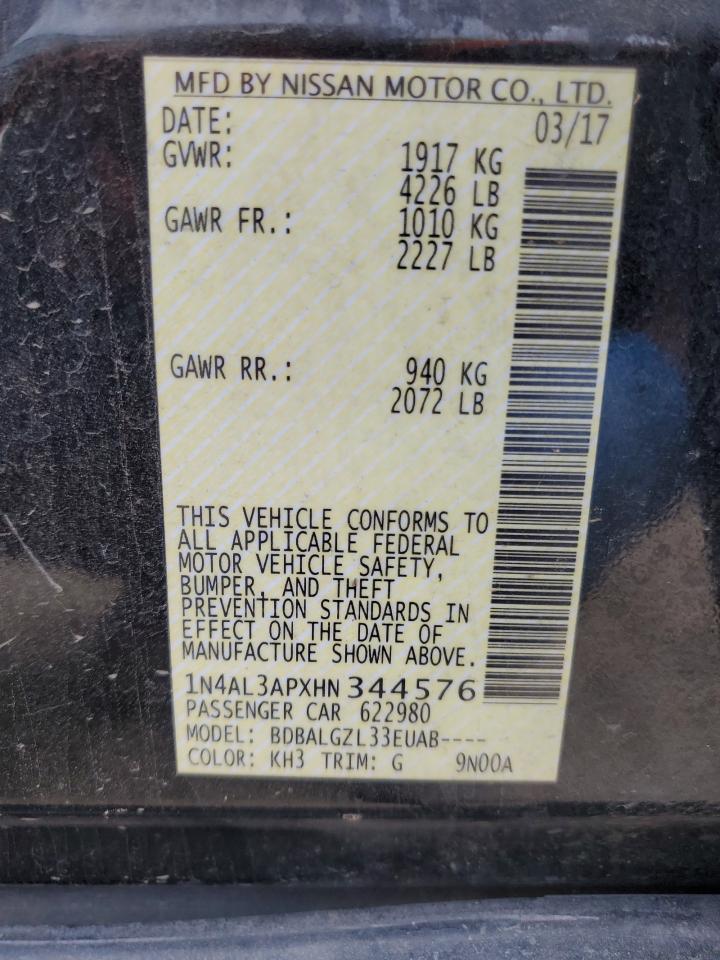 MFD BY NISSAN MOTOR CO., LTD.
DATE: 03/17
GVWR: 1917 KG
4226 LB
GAWR FR.: 1010 KG
2227 LB
GAWR RR.: 940 KG
2072 LB
THIS VEHICLE CONFORMS TO
ALL APPLICABLE FEDERAL
MOTOR VEHICLE SAFETY,
BUMPER, AND THEFT
PREVENTION STANDARDS IN
EFFECT ON THE DATE OF
MANUFACTURE SHOWN ABOVE.
1N4AL3APXHN 344576
PASSENGER CAR 622980
MODEL: BDBALGZL33EUAB----
COLOR: KH3 TRIM: G 9N00A